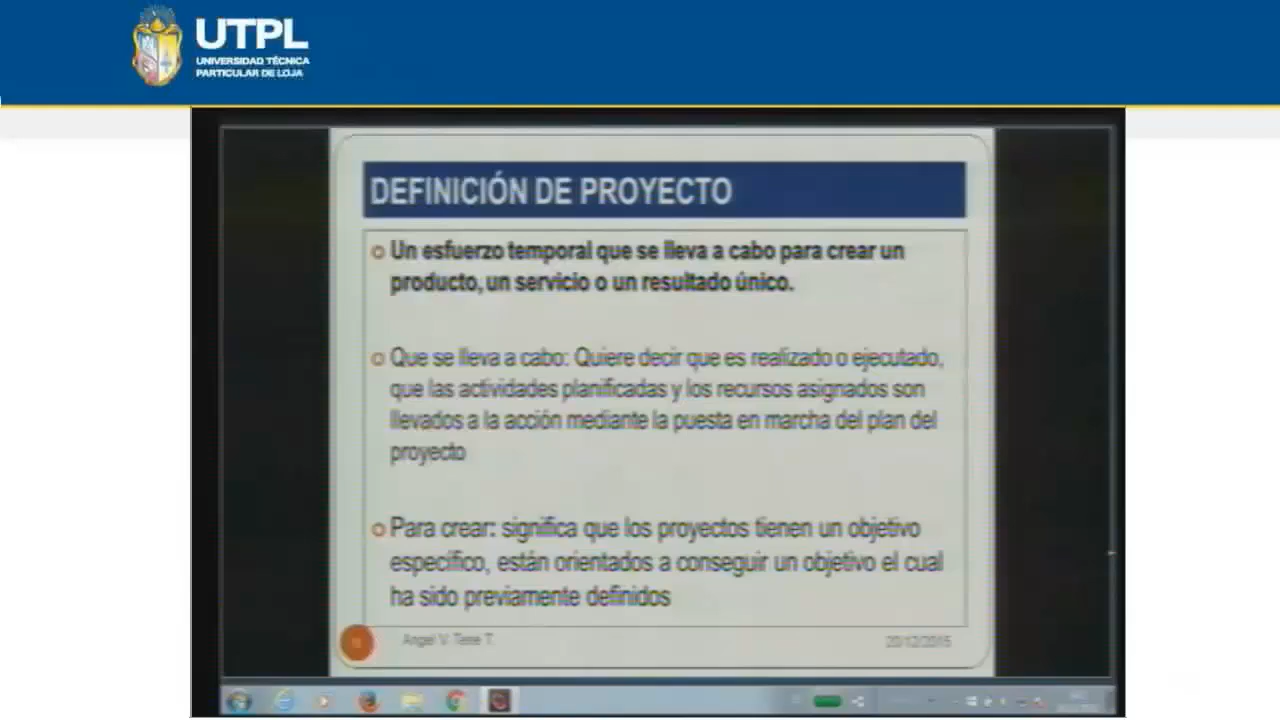 UTPL
UNIVERSIDAD TÉCNICA
PARTICULAR DE LOJA
DEFINICIÓN DE PROYECTO
Un esfuerzo temporal que se lleva a cabo para crear un
producto, un servicio o un resultado único.
Que se lleva a cabo: Quiere decir que es realizado o ejecutado,
que las actividades planificadas y los recursos asignados son
llevados a la acción mediante la puesta en marcha del plan del
proyecto
Para crear: significa que los proyectos tienen un objetivo
específico, están orientados a conseguir un objetivo el cual
ha sido previamente definidos
Angel V. T.